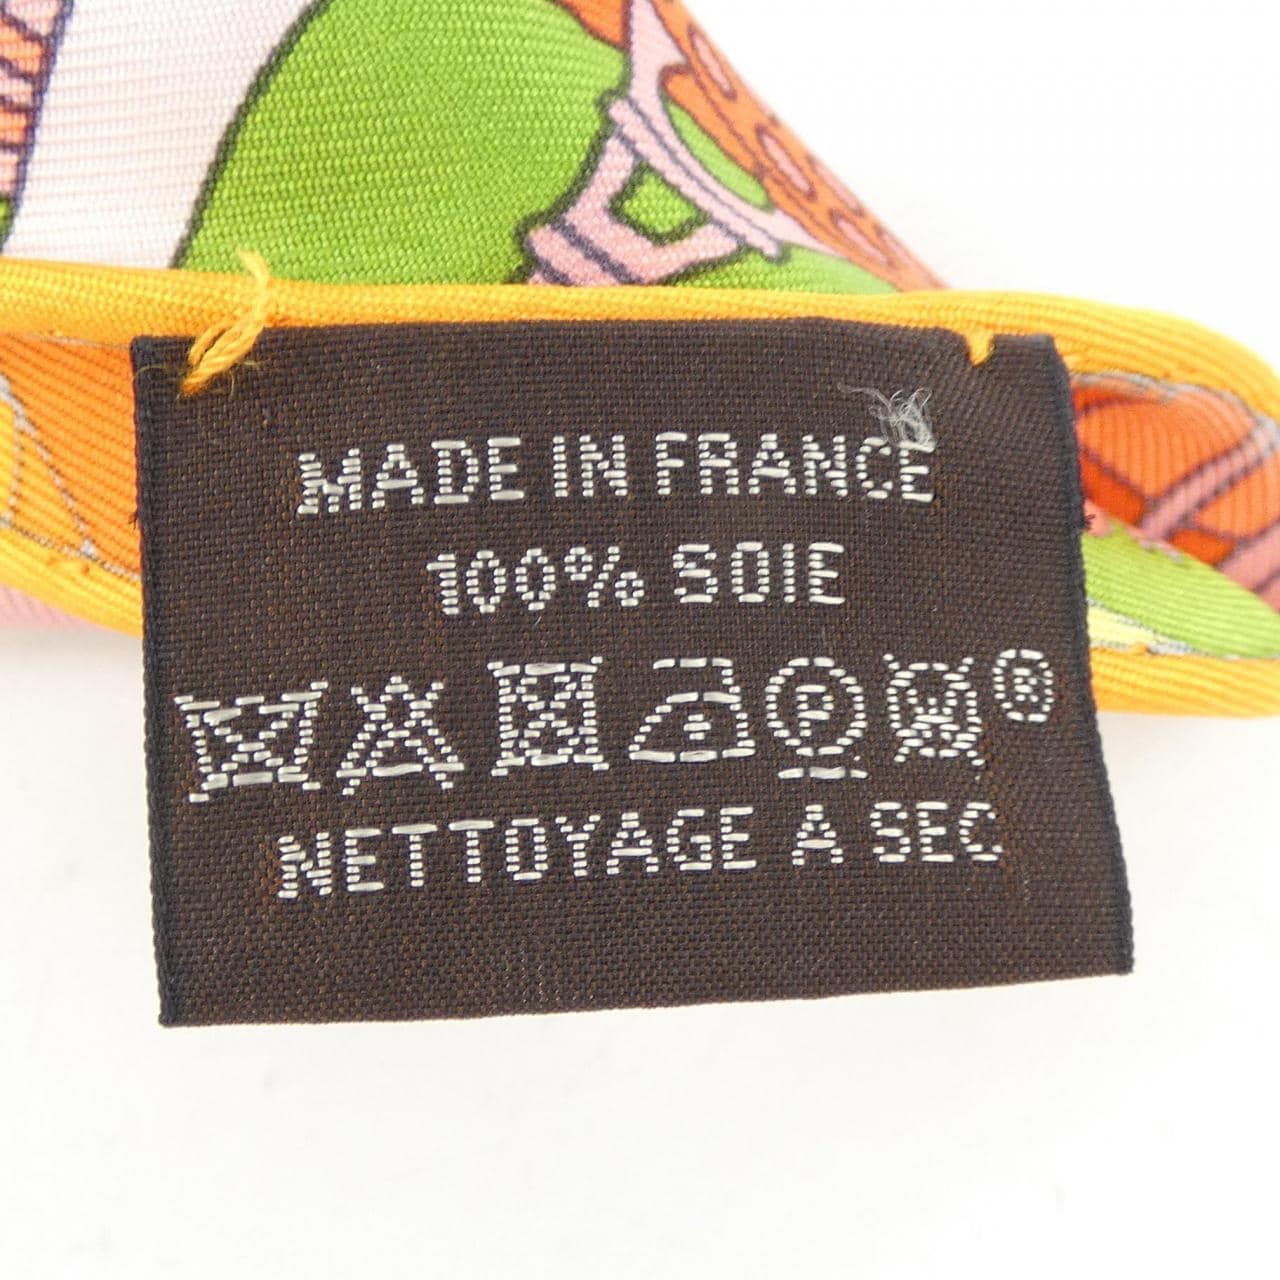 MADE IN FRANCE
100% SOIE
P W ®
NETTOYAGE A SEC